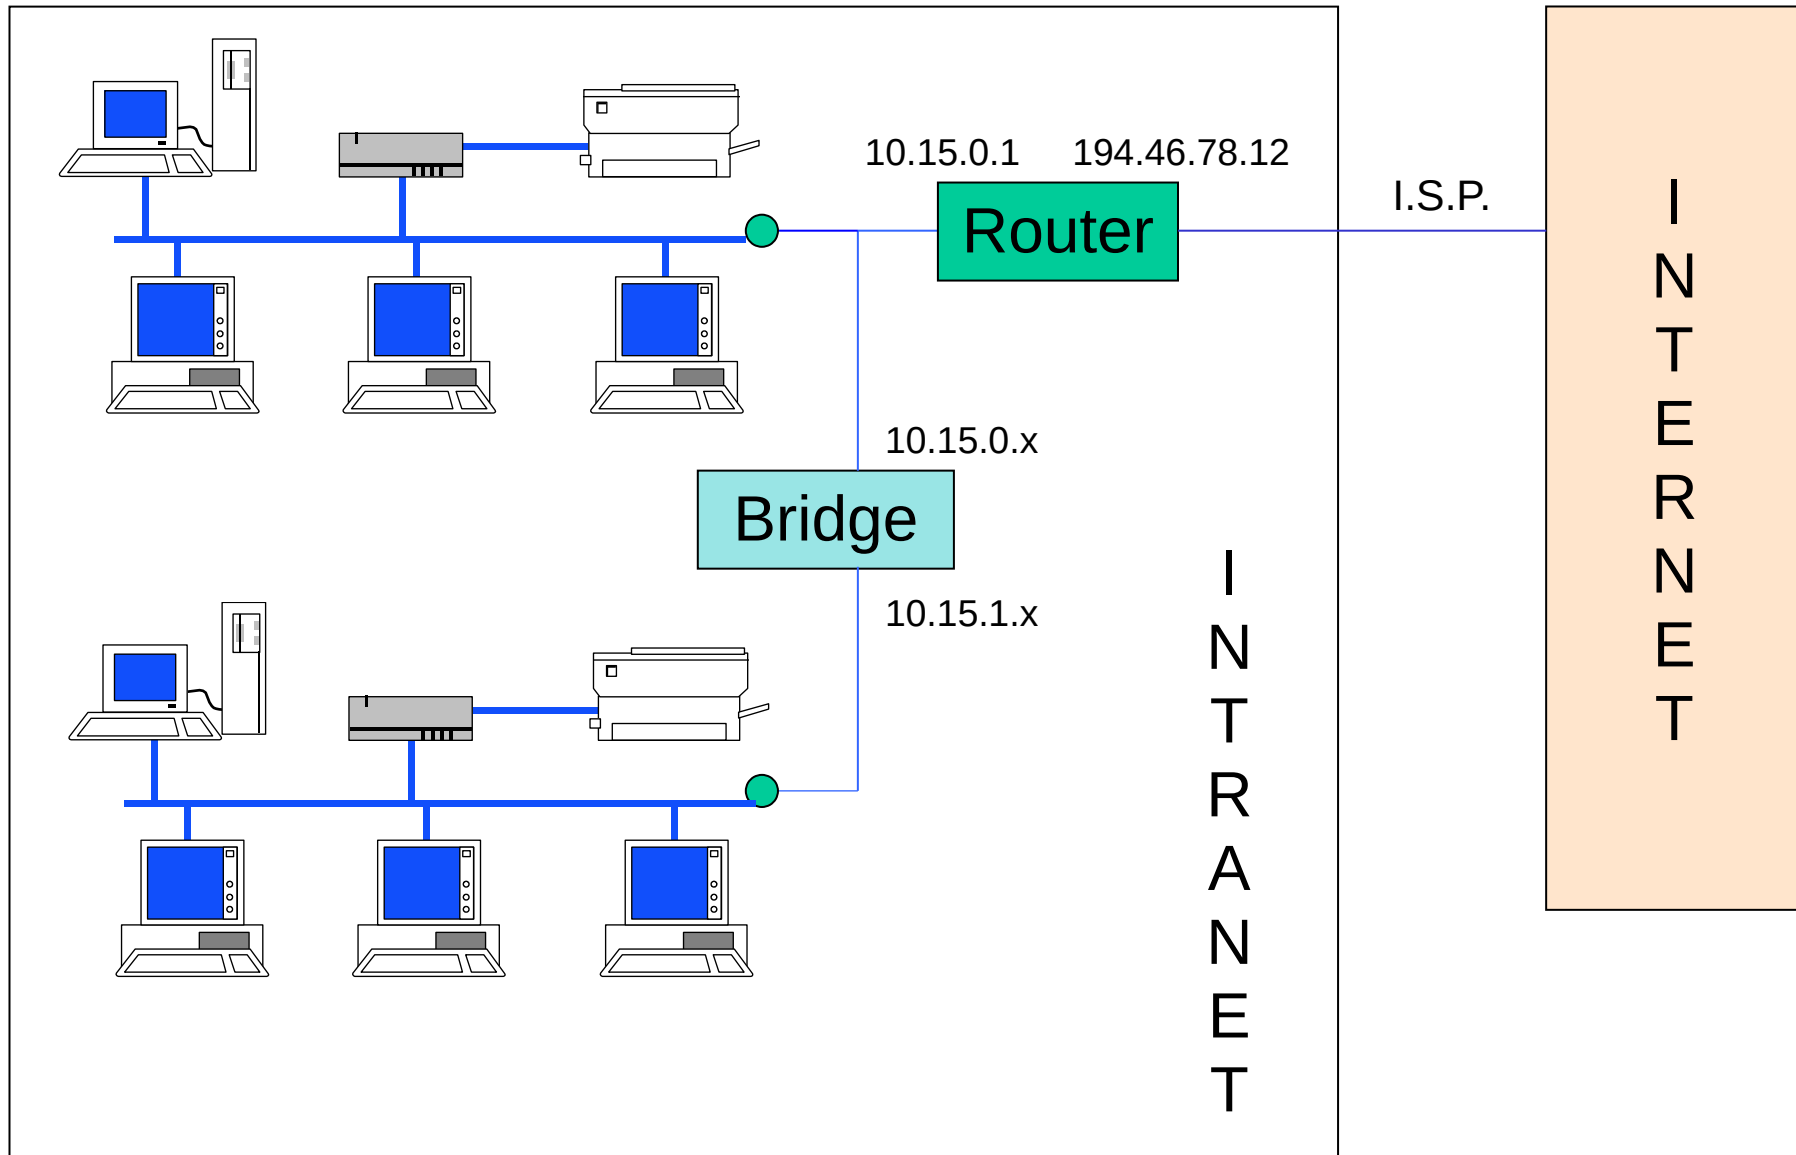 10.15.0.1 194.46.78.12
Router
I.S.P.
10.15.0.x
Bridge
10.15.1.x
INTRANET
INTERNET